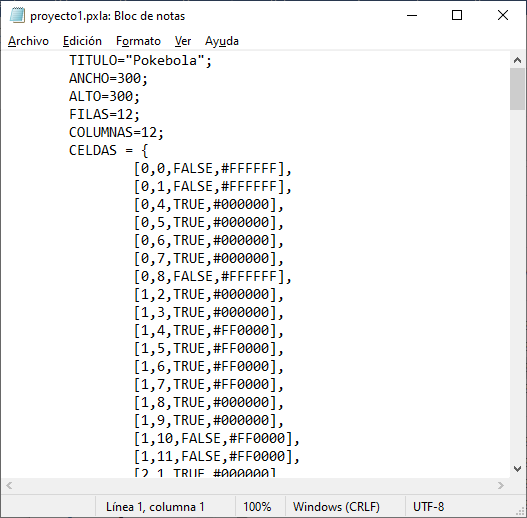 proyecto1.pxla: Bloc de notas
Archivo Edición Formato Ver Ayuda
TITULO="Pokebola";
ANCHO=300;
ALTO=300;
FILAS=12;
COLUMNAS=12;
CELDAS = {
[0,0,FALSE,#FFFFFF],
[0,1,FALSE,#FFFFFF],
[0,4,TRUE,#000000],
[0,5,TRUE,#000000],
[0,6,TRUE,#000000],
[0,7,TRUE,#000000],
[0,8,FALSE,#FFFFFF],
[1,2,TRUE,#000000],
[1,3,TRUE,#000000],
[1,4,TRUE,#FF0000],
[1,5,TRUE,#FF0000],
[1,6,TRUE,#FF0000],
[1,7,TRUE,#FF0000],
[1,8,TRUE,#000000],
[1,9,TRUE,#000000],
[1,10,FALSE,#FF0000],
[1,11,FALSE,#FF0000],
[2,1,TRUE,#000000]
Línea 1, columna 1 100% Windows (CRLF) UTF-8